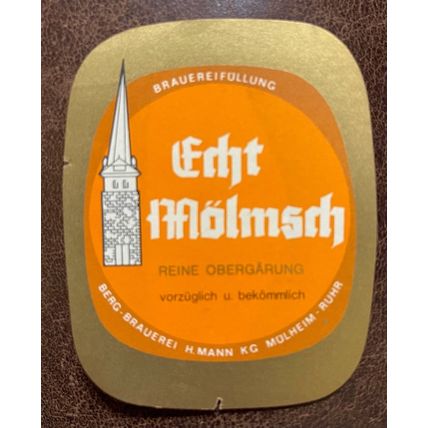 BRAUEREIFÜLLUNG
Echt
Mölmsch
REINE OBERGÄRUNG
vorzüglich u. bekömmlich
BERG-BRAUEREI H.MANN KG MÜLHEIM-RUHR